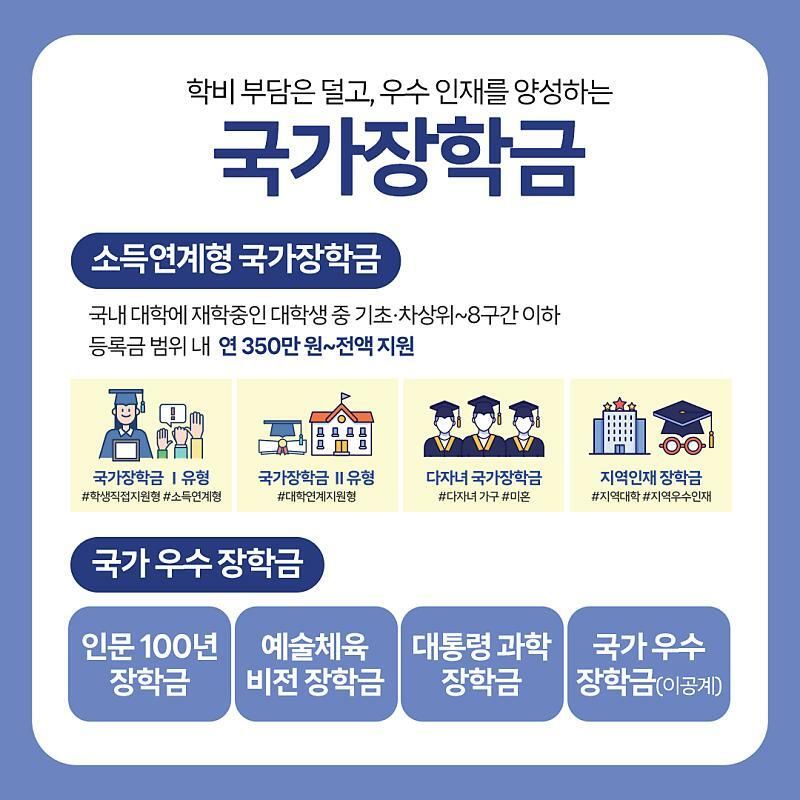 학비 부담은 덜고, 우수 인재를 양성하는
국가장학금
소득연계형 국가장학금
국내 대학에 재학중인 대학생 중 기초·차상위~8구간 이하
등록금 범위 내 연 350만 원~전액 지원
!
국가장학금 Ⅰ유형
#학생직접지원형 #소득연계형
국가장학금 Ⅱ유형
#대학연계지원형
다자녀 국가장학금
#다자녀 가구 #미혼
지역인재 장학금
#지역대학 #지역우수인재
국가 우수 장학금
인문 100년
장학금
예술체육
비전 장학금
대통령 과학
장학금
국가 우수
장학금(이공계)